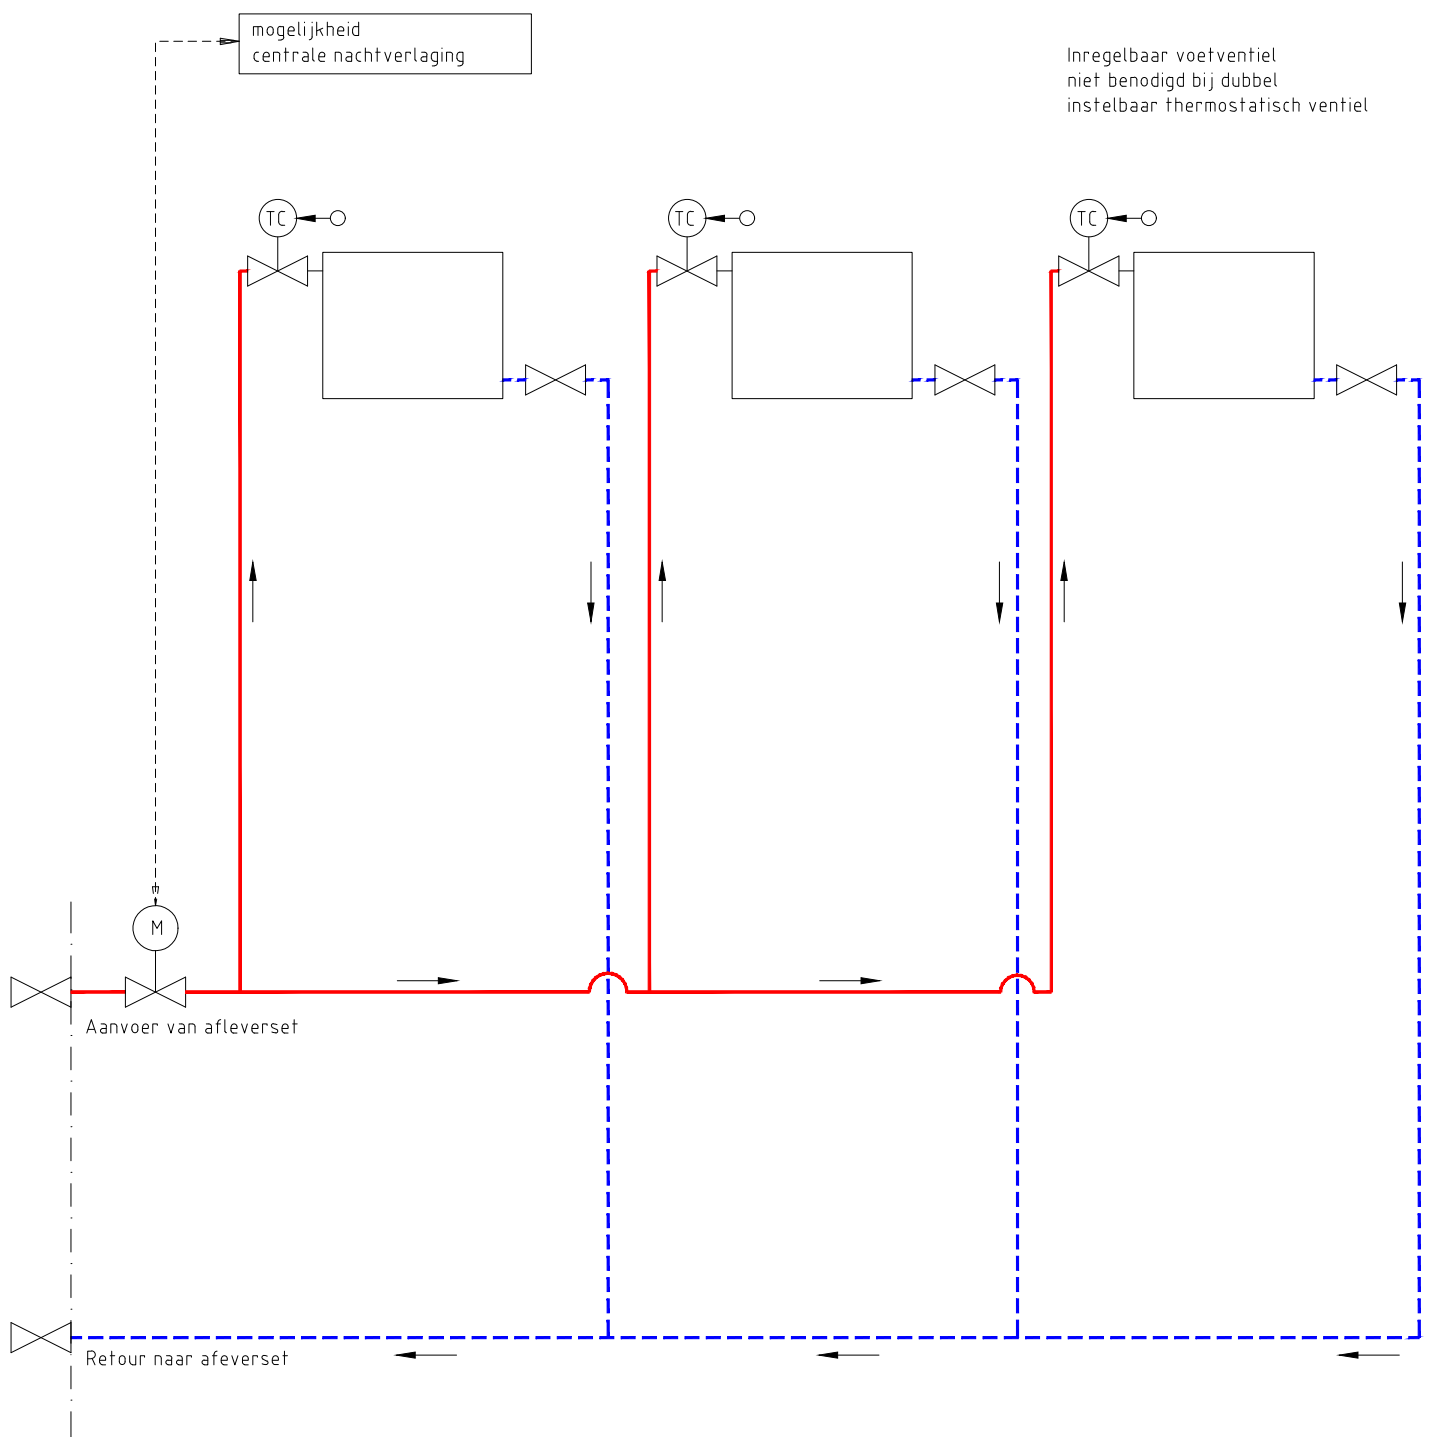 mogelijkheid
centrale nachtverlaging
Inregelbaar voetventiel
niet benodigd bij dubbel
instelbaar thermostatisch ventiel
TC
TC
TC
M
Aanvoer van afleverset
Retour naar afeverset